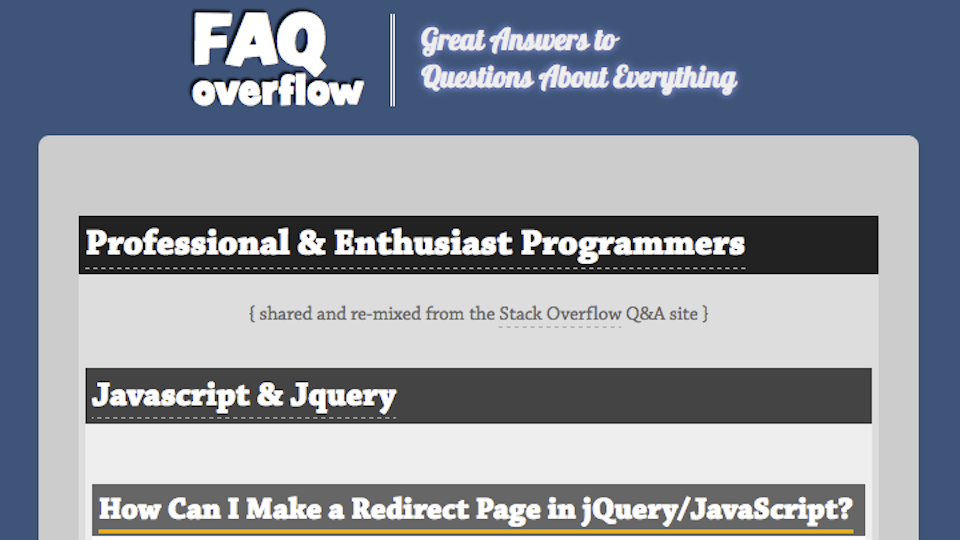 FAQ
overflow
Great Answers to
Questions About Everything
Professional & Enthusiast Programmers
{ shared and re-mixed from the Stack Overflow Q&A site }
Javascript & Jquery
How Can I Make a Redirect Page in jQuery/JavaScript?